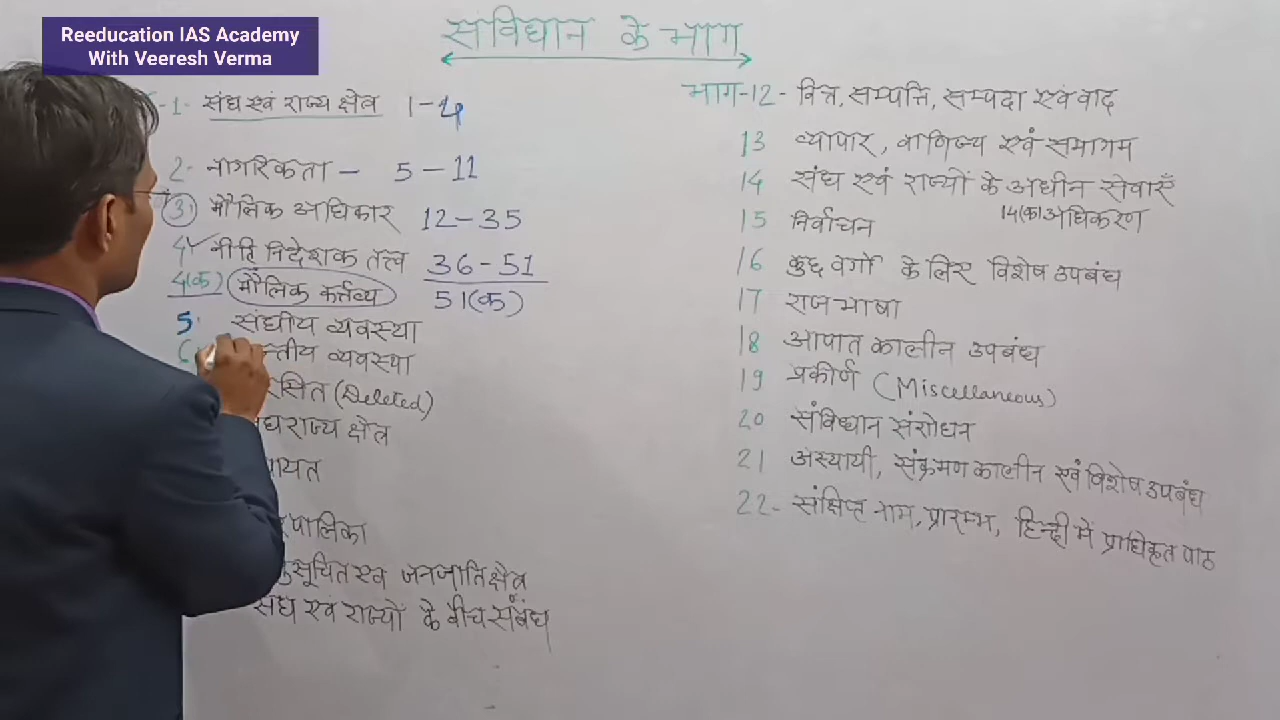 Reeducation IAS Academy
With Veeresh Verma
संविधान के भाग
1- संघ एवं राज्य क्षेत्र 1-4
2- नागरिकता - 5-11
3. मौलिक अधिकार 12-35
4 नीति निदेशक तत्त्व 36-51
4(क) मौलिक कर्त्तव्य 51(क)
5. संघीय व्यवस्था
6 व्यवस्था
(Deleted)
राज्य क्षेत्र
एवं जनजाति क्षेत्र
संघ एवं राज्यों के बीच संबंध
भाग-12- वित्त, सम्पत्ति, सम्पदा एवं वाद
13 व्यापार, वाणिज्य एवं समागम
14 संघ एवं राज्यों के अधीन सेवाएँ
14(क) अधिकरण
15 निर्वाचन
16 कुछ वर्गो के लिए विशेष उपबंध
17 राजभाषा
18 आपातकालीन उपबंध
19 प्रकीर्ण (Miscellaneous)
20 संविधान संशोधन
21 अस्थायी, संक्रमणकालीन एवं विशेष उपबंध
22- संक्षिप्त नाम, प्रारम्भ, हिन्दी में प्राधिकृत पाठ